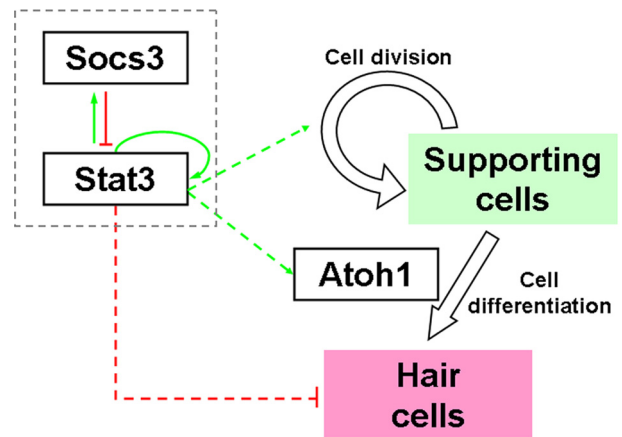 Socs3
Cell division
Stat3
Supporting
cells
Atoh1
Cell
differentiation
Hair
cells